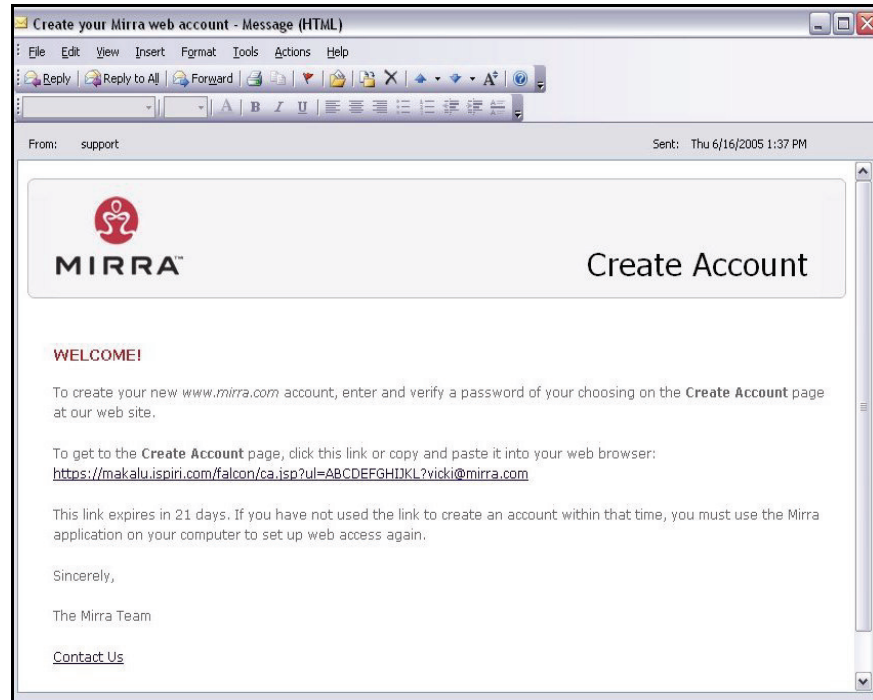 Create your Mirra web account - Message (HTML)
File Edit View Insert Format Tools Actions Help
Reply Reply to All Forward
A B I U
From: support Sent: Thu 6/16/2005 1:37 PM
MIRRA™
Create Account
WELCOME!
To create your new www.mirra.com account, enter and verify a password of your choosing on the Create Account page
at our web site.
To get to the Create Account page, click this link or copy and paste it into your web browser:
https://makalu.ispiri.com/falcon/ca.jsp?ul=ABCDEFGHIJKL?vicki@mirra.com
This link expires in 21 days. If you have not used the link to create an account within that time, you must use the Mirra
application on your computer to set up web access again.
Sincerely,
The Mirra Team
Contact Us